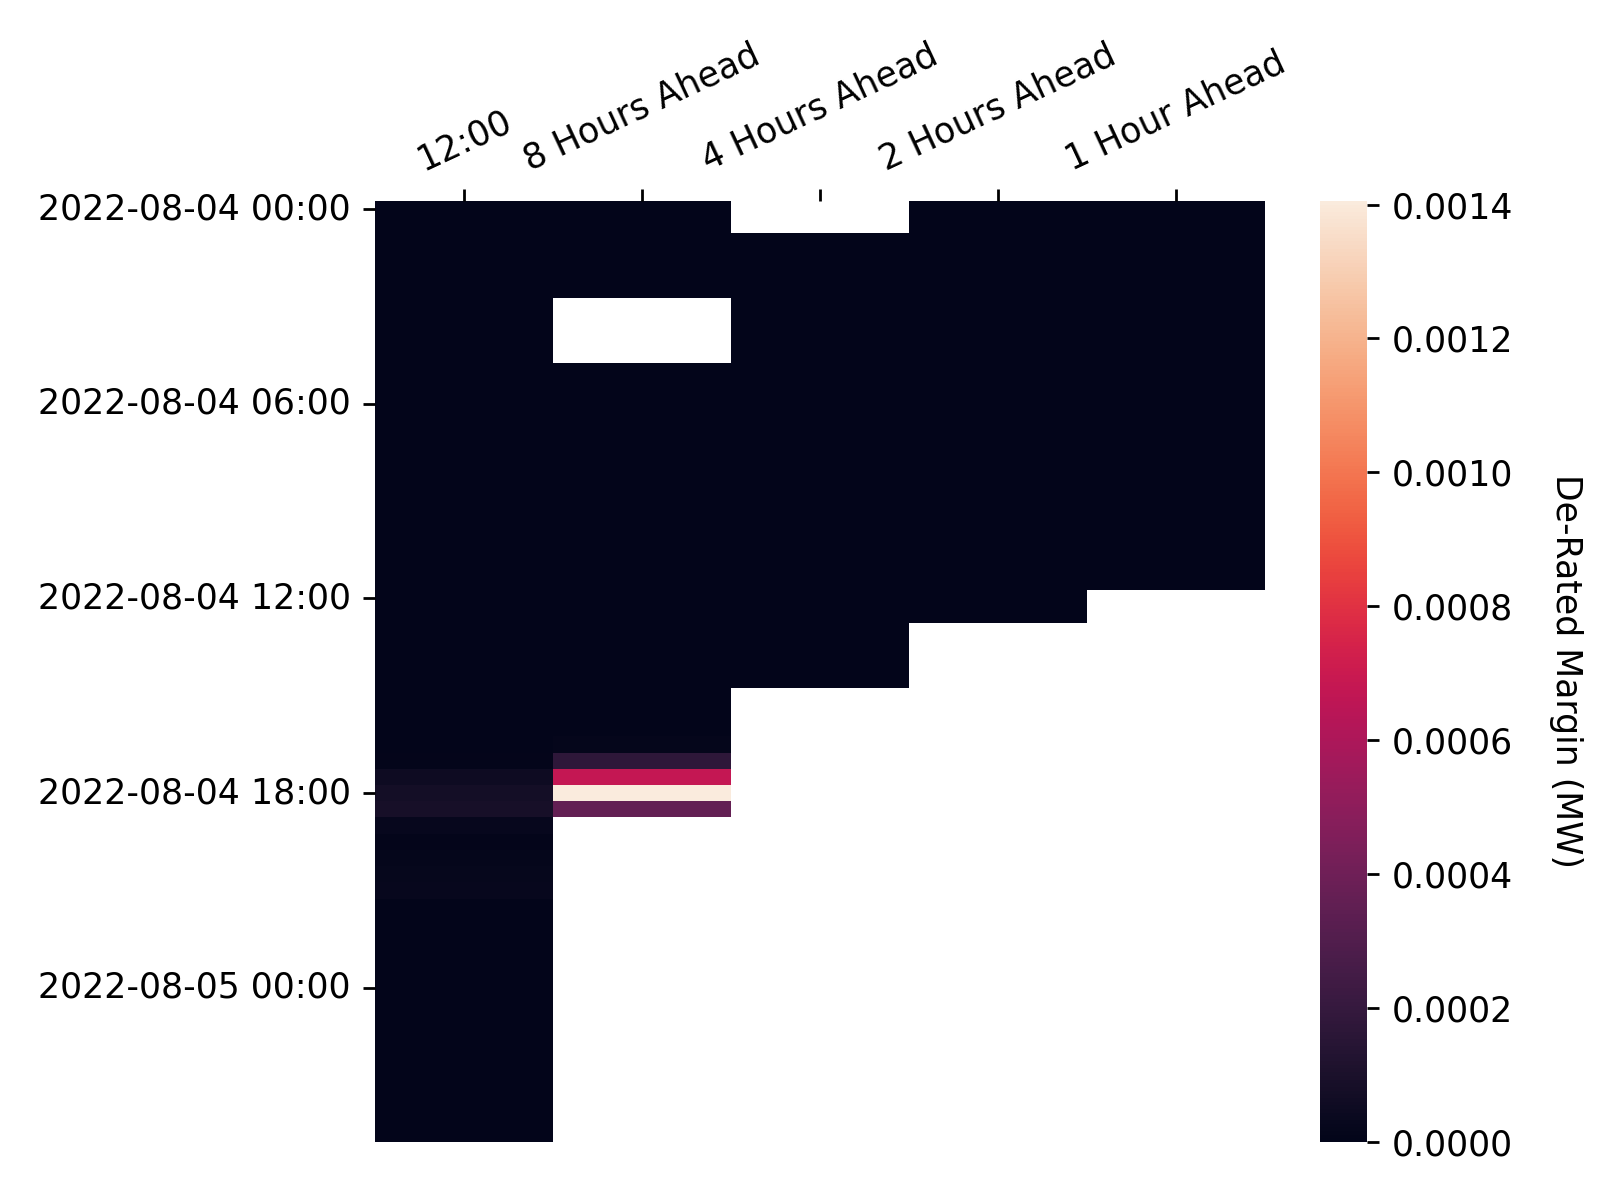 12:00
8 Hours Ahead
4 Hours Ahead
2 Hours Ahead
1 Hour Ahead
2022-08-04 00:00
2022-08-04 06:00
2022-08-04 12:00
2022-08-04 18:00
2022-08-05 00:00
0.0014
0.0012
0.0010
0.0008
0.0006
0.0004
0.0002
0.0000
De-Rated Margin (MW)